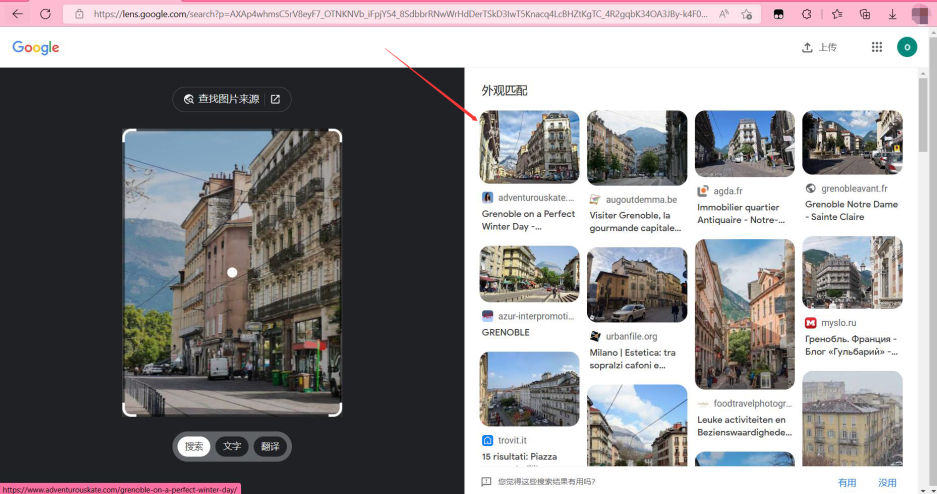 https://lens.google.com/search?p=AXAp4whmsC5rV8eyF7_OTNKNVb_iFpjY54_8SdbbrRNwWrHdDerTSkD3IwT5Knacq4LcBHZtKgTC_4R2gqbK34OA3JBy-k4F0...
Google
上传
O
查找图片来源
外观匹配
adventurouskate....
Grenoble on a Perfect
Winter Day -...
augoutdemma.be
Visiter Grenoble, la
gourmande capitale...
agda.fr
Immobilier quartier
Antiquaire - Notre-...
grenobleavant.fr
Grenoble Notre Dame
- Sainte Claire
azur-interpromoti...
GRENOBLE
urbanfile.org
Milano | Estetica: tra
sopralzi cafoni e...
foodtravelphotogr...
Leuke activiteiten en
Bezienswaardighede...
myslo.ru
Гренобль. Франция -
Блог «Гульбарий» -...
trovit.it
15 risultati: Piazza
搜索
文字
翻译
您觉得这些搜索结果有用吗?
有用
没用
https://www.adventurouskate.com/grenoble-on-a-perfect-winter-day/